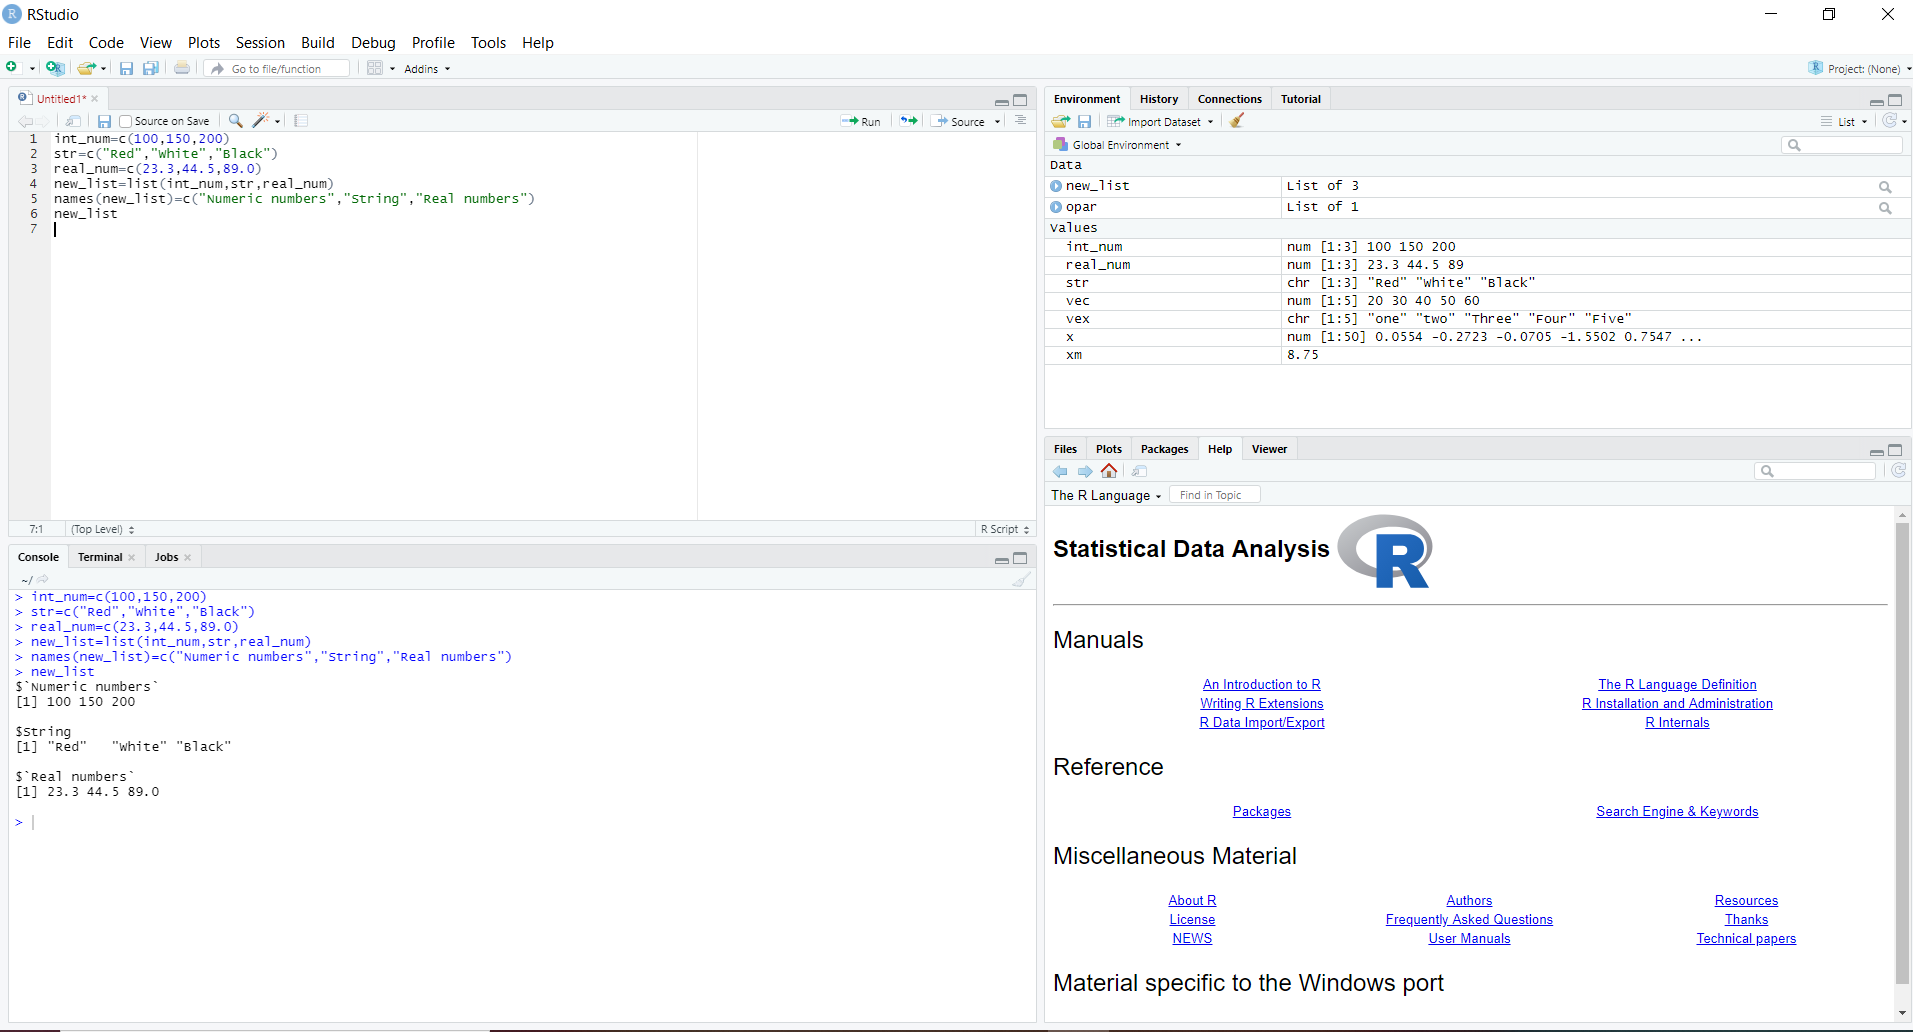 RStudio
File Edit Code View Plots Session Build Debug Profile Tools Help
Go to file/function Addins Project: (None)
Untitled1*
Source on Save Run Source
1 int_num=c(100,150,200)
2 str=c("Red","White","Black")
3 real_num=c(23.3,44.5,89.0)
4 new_list=list(int_num,str,real_num)
5 names(new_list)=c("Numeric numbers","String","Real numbers")
6 new_list
7
7:1 (Top Level) R Script
Console Terminal Jobs
~/
> int_num=c(100,150,200)
> str=c("Red","White","Black")
> real_num=c(23.3,44.5,89.0)
> new_list=list(int_num,str,real_num)
> names(new_list)=c("Numeric numbers","String","Real numbers")
> new_list
$`Numeric numbers`
[1] 100 150 200
$String
[1] "Red"   "White" "Black"
$`Real numbers`
[1] 23.3 44.5 89.0
>
Environment History Connections Tutorial
Import Dataset List
Global Environment
Data
new_list List of 3
opar List of 1
Values
int_num num [1:3] 100 150 200
real_num num [1:3] 23.3 44.5 89
str chr [1:3] "Red" "White" "Black"
vec num [1:5] 20 30 40 50 60
vex chr [1:5] "one" "two" "Three" "Four" "Five"
x num [1:50] 0.0554 -0.2723 -0.0705 -1.5502 0.7547 ...
xm 8.75
Files Plots Packages Help Viewer
The R Language Find in Topic
Statistical Data Analysis R
Manuals
An Introduction to R The R Language Definition
Writing R Extensions R Installation and Administration
R Data Import/Export R Internals
Reference
Packages Search Engine & Keywords
Miscellaneous Material
About R Authors Resources
License Frequently Asked Questions Thanks
NEWS User Manuals Technical papers
Material specific to the Windows port